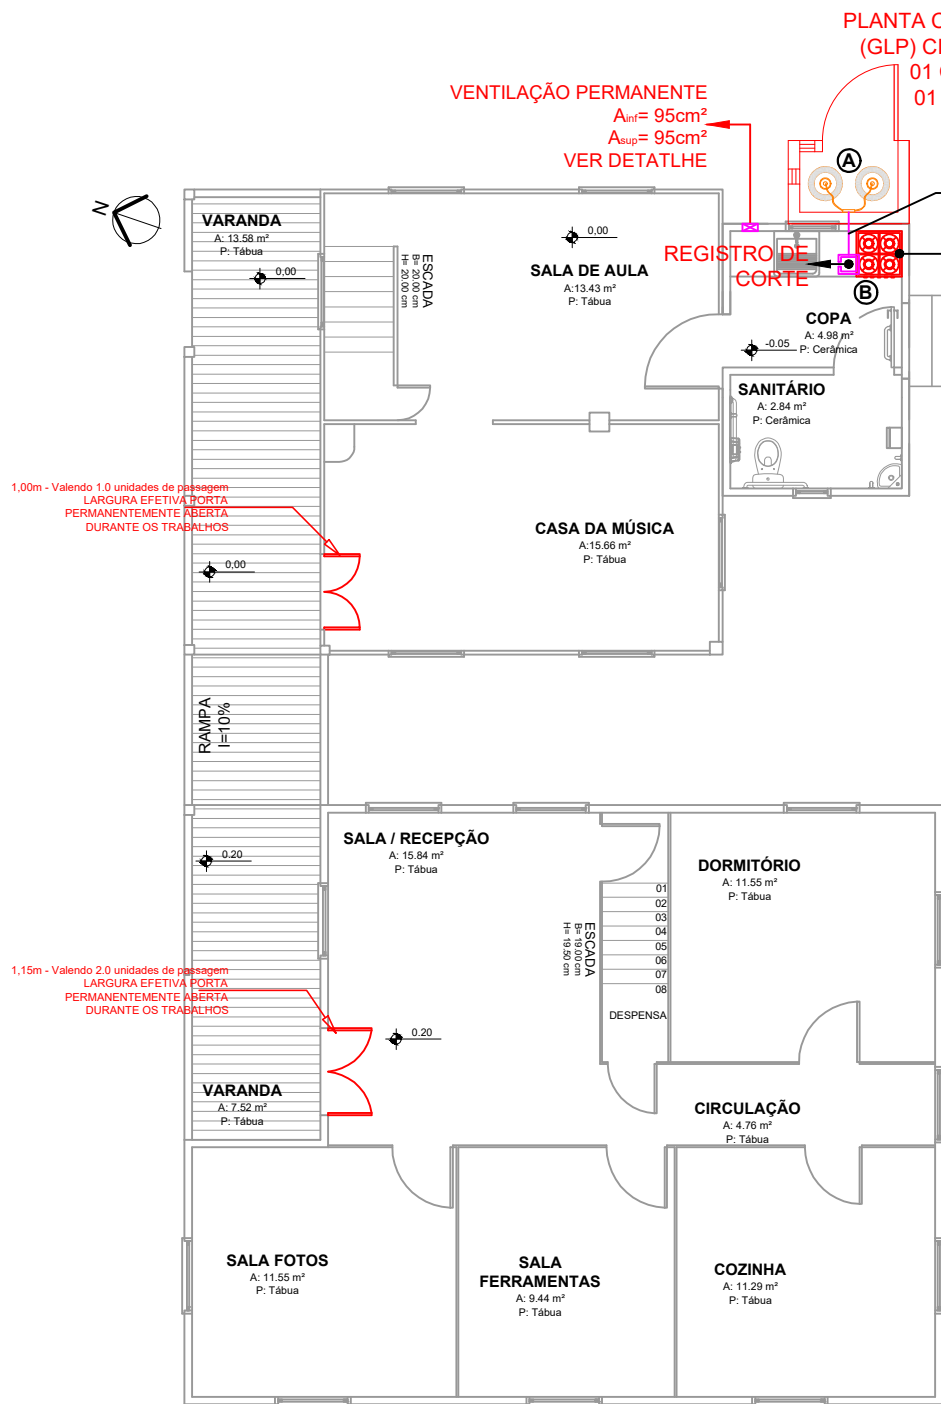 PLANTA
(GLP)
01
01
VENTILAÇÃO PERMANENTE
Ainf= 95cm²
Asup= 95cm²
VER DETATLHE
A
N
VARANDA
A: 13.58 m²
P: Tábua
0,00
ESCADA
B= 20.00 cm
H= 20.00 cm
0,00
SALA DE AULA
A:13.43 m²
P: Tábua
REGISTRO DE
CORTE
B
COPA
A: 4.98 m²
P: Cerâmica
-0.05
SANITÁRIO
A: 2.84 m²
P: Cerâmica
1,00m - Valendo 1.0 unidades de passagem
LARGURA EFETIVA PORTA
PERMANENTEMENTE ABERTA
DURANTE OS TRABALHOS
CASA DA MÚSICA
A:15.66 m²
P: Tábua
0,00
RAMPA
I=10%
SALA / RECEPÇÃO
A: 15.84 m²
P: Tábua
0.20
DORMITÓRIO
A: 11.55 m²
P: Tábua
01
02
03
04
05
06
07
08
ESCADA
B= 19.00 cm
H= 19.50 cm
DESPENSA
1,15m - Valendo 2.0 unidades de passagem
LARGURA EFETIVA PORTA
PERMANENTEMENTE ABERTA
DURANTE OS TRABALHOS
0.20
VARANDA
A: 7.52 m²
P: Tábua
CIRCULAÇÃO
A: 4.76 m²
P: Tábua
SALA FOTOS
A: 11.55 m²
P: Tábua
SALA
FERRAMENTAS
A: 9.44 m²
P: Tábua
COZINHA
A: 11.29 m²
P: Tábua